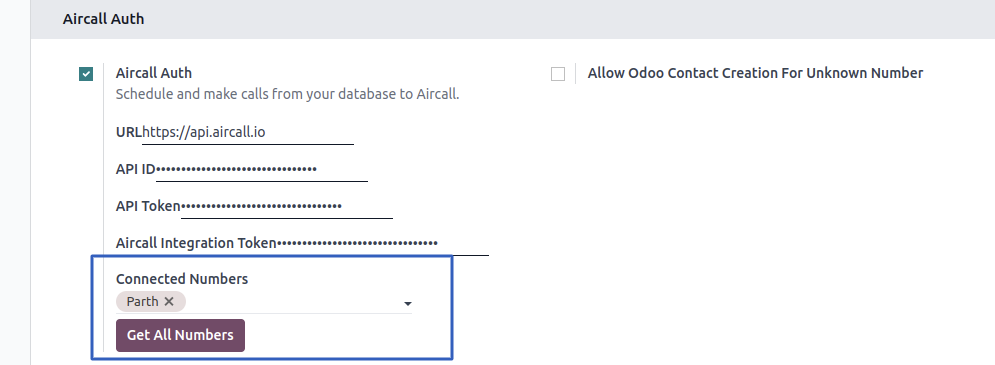 Aircall Auth
Aircall Auth
Schedule and make calls from your database to Aircall.
URLhttps://api.aircall.io
API ID••••••••••••••••••••••••••••••••
API Token••••••••••••••••••••••••••••••••
Aircall Integration Token••••••••••••••••••••••••••••••••
Connected Numbers
Parth ✕
Get All Numbers
Allow Odoo Contact Creation For Unknown Number